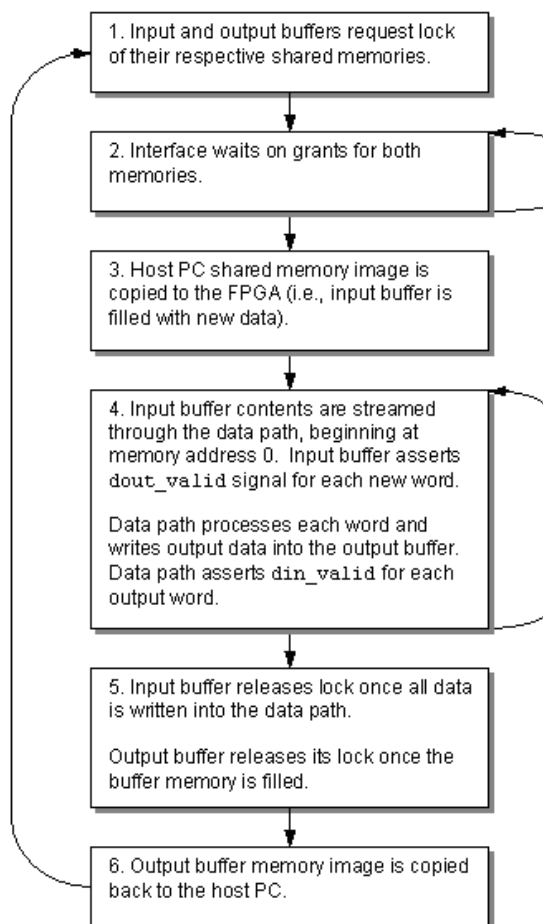 1. Input and output buffers request lock
of their respective shared memories.
2. Interface waits on grants for both
memories.
3. Host PC shared memory image is
copied to the FPGA (i.e., input buffer is
filled with new data).
4. Input buffer contents are streamed
through the data path, beginning at
memory address 0. Input buffer asserts
dout_valid signal for each new word.
Data path processes each word and
writes output data into the output buffer.
Data path asserts din_valid for each
output word.
5. Input buffer releases lock once all data
is written into the data path.
Output buffer releases its lock once the
buffer memory is filled.
6. Output buffer memory image is copied
back to the host PC.